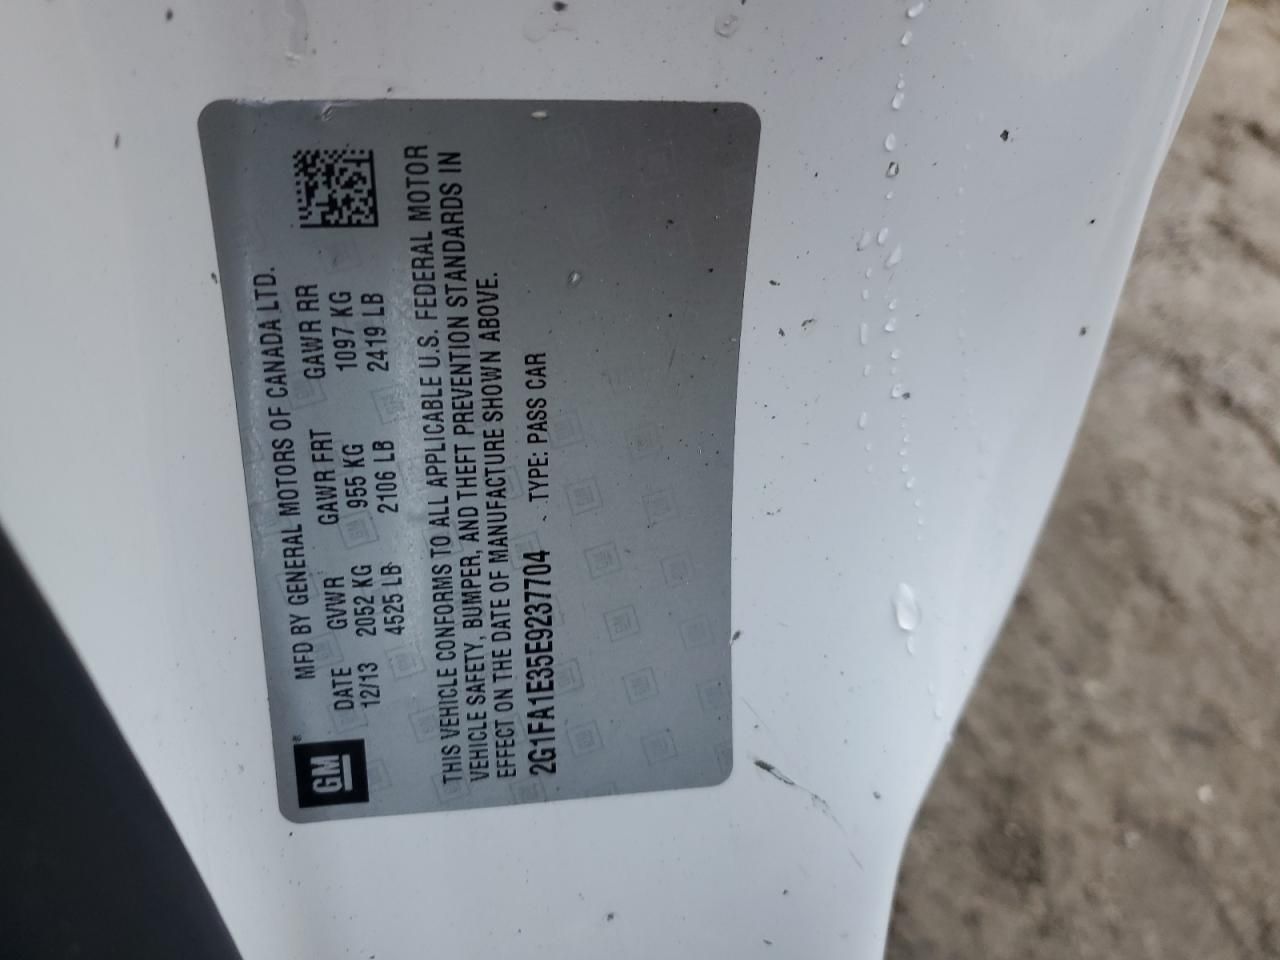 GM®
MFD BY GENERAL MOTORS OF CANADA LTD.
DATE GVWR GAWR FRT GAWR RR
12/13 2052 KG 955 KG 1097 KG
4525 LB 2106 LB 2419 LB
THIS VEHICLE CONFORMS TO ALL APPLICABLE U.S. FEDERAL MOTOR
VEHICLE SAFETY, BUMPER, AND THEFT PREVENTION STANDARDS IN
EFFECT ON THE DATE OF MANUFACTURE SHOWN ABOVE.
2G1FA1E35E9237704 TYPE: PASS CAR